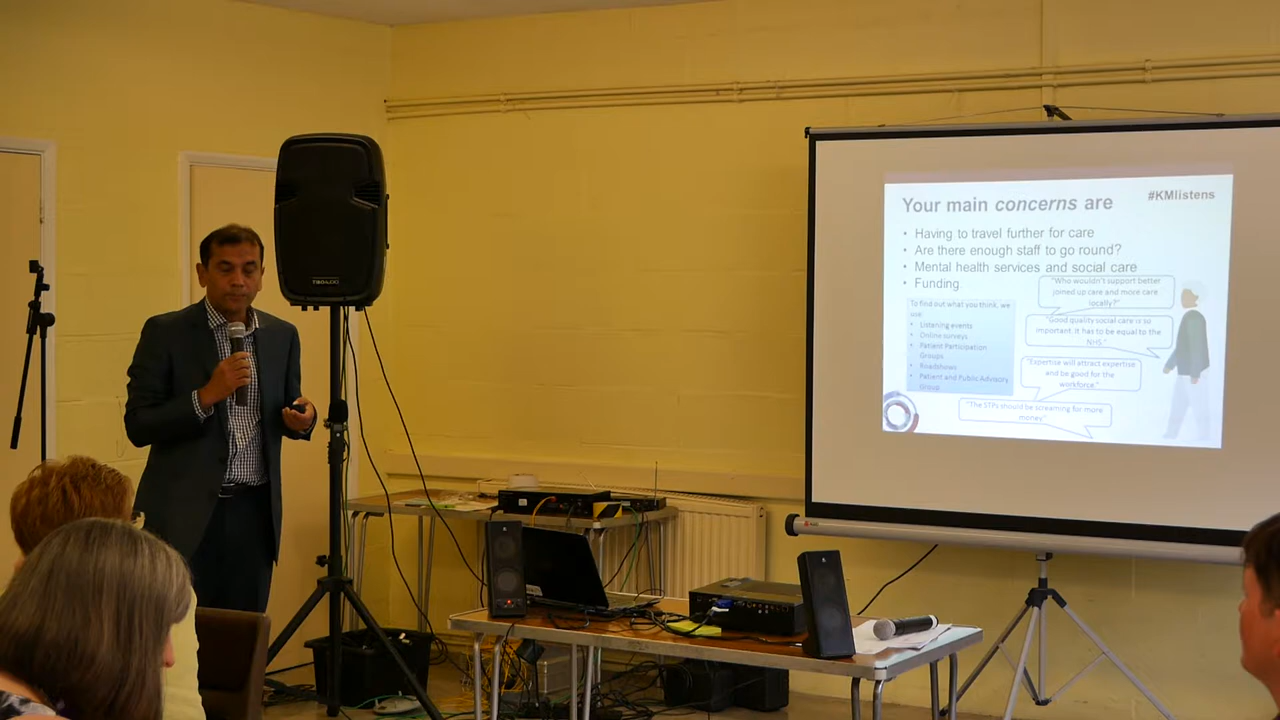 #KMlistens
Your main concerns are
• Having to travel further for care
• Are there enough staff to go round?
• Mental health services and social care
• Funding.
To find out what you think, we
use
• Listening events
• Online surveys
• Patient Participation
Groups
• Roadshows
• Patient and Public Advisory
Group
"Who wouldn't support better
joined up care and more care
locally?"
"Good quality social care is so
important. It has to be equal to the
NHS."
"Expertise will attract expertise
and be good for the
workforce."
"The STPs should be screaming for more
money."